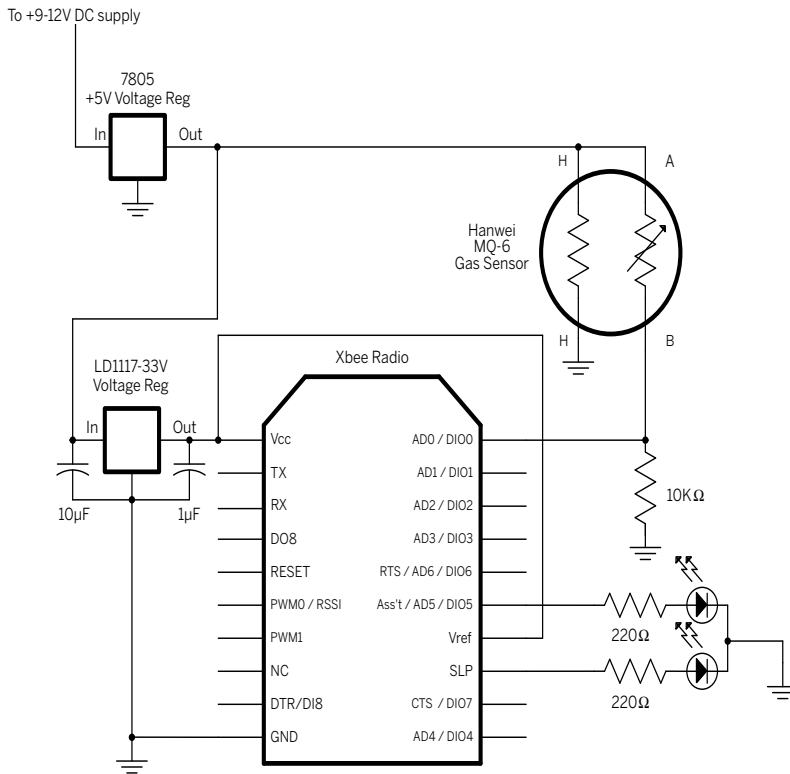 To +9-12V DC supply
7805
+5V Voltage Reg
In
Out
H
A
Hanwei
MQ-6
Gas Sensor
H
B
LD1117-33V
Voltage Reg
In
Out
10µF
1µF
Xbee Radio
Vcc
TX
RX
DO8
RESET
PWM0 / RSSI
PWM1
NC
DTR/DI8
GND
AD0 / DIO0
AD1 / DIO1
AD2 / DIO2
AD3 / DIO3
RTS / AD6 / DIO6
Ass't / AD5 / DIO5
Vref
SLP
CTS / DIO7
AD4 / DIO4
10KΩ
220Ω
220Ω